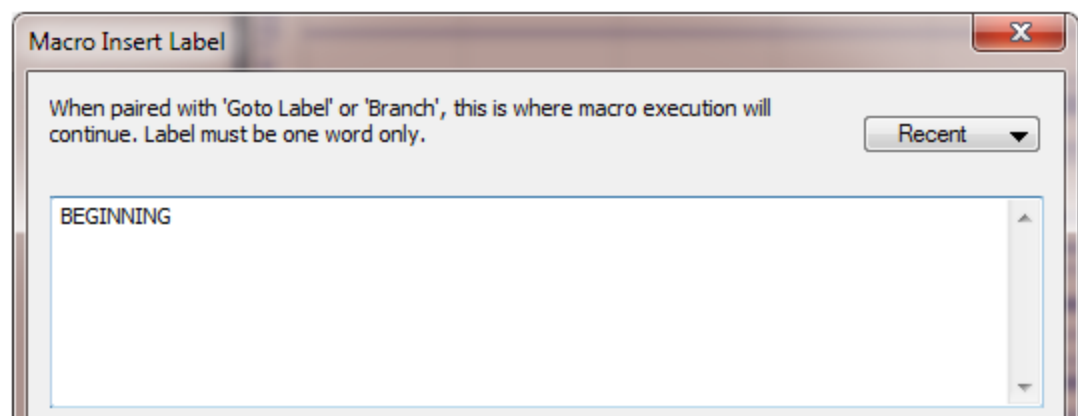 Macro Insert Label
When paired with 'Goto Label' or 'Branch', this is where macro execution will
continue. Label must be one word only.
Recent
BEGINNING